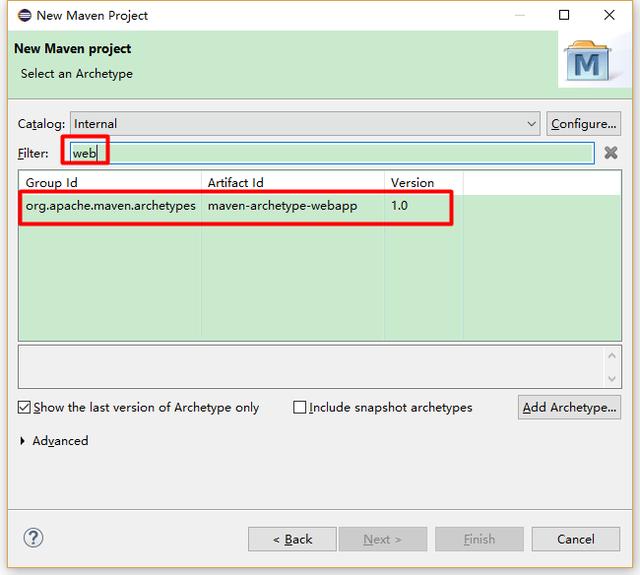 New Maven Project
New Maven project
Select an Archetype
M
Catalog: Internal Configure...
Filter: web
Group Id Artifact Id Version
org.apache.maven.archetypes maven-archetype-webapp 1.0
Show the last version of Archetype only Include snapshot archetypes Add Archetype...
Advanced
? < Back Next > Finish Cancel